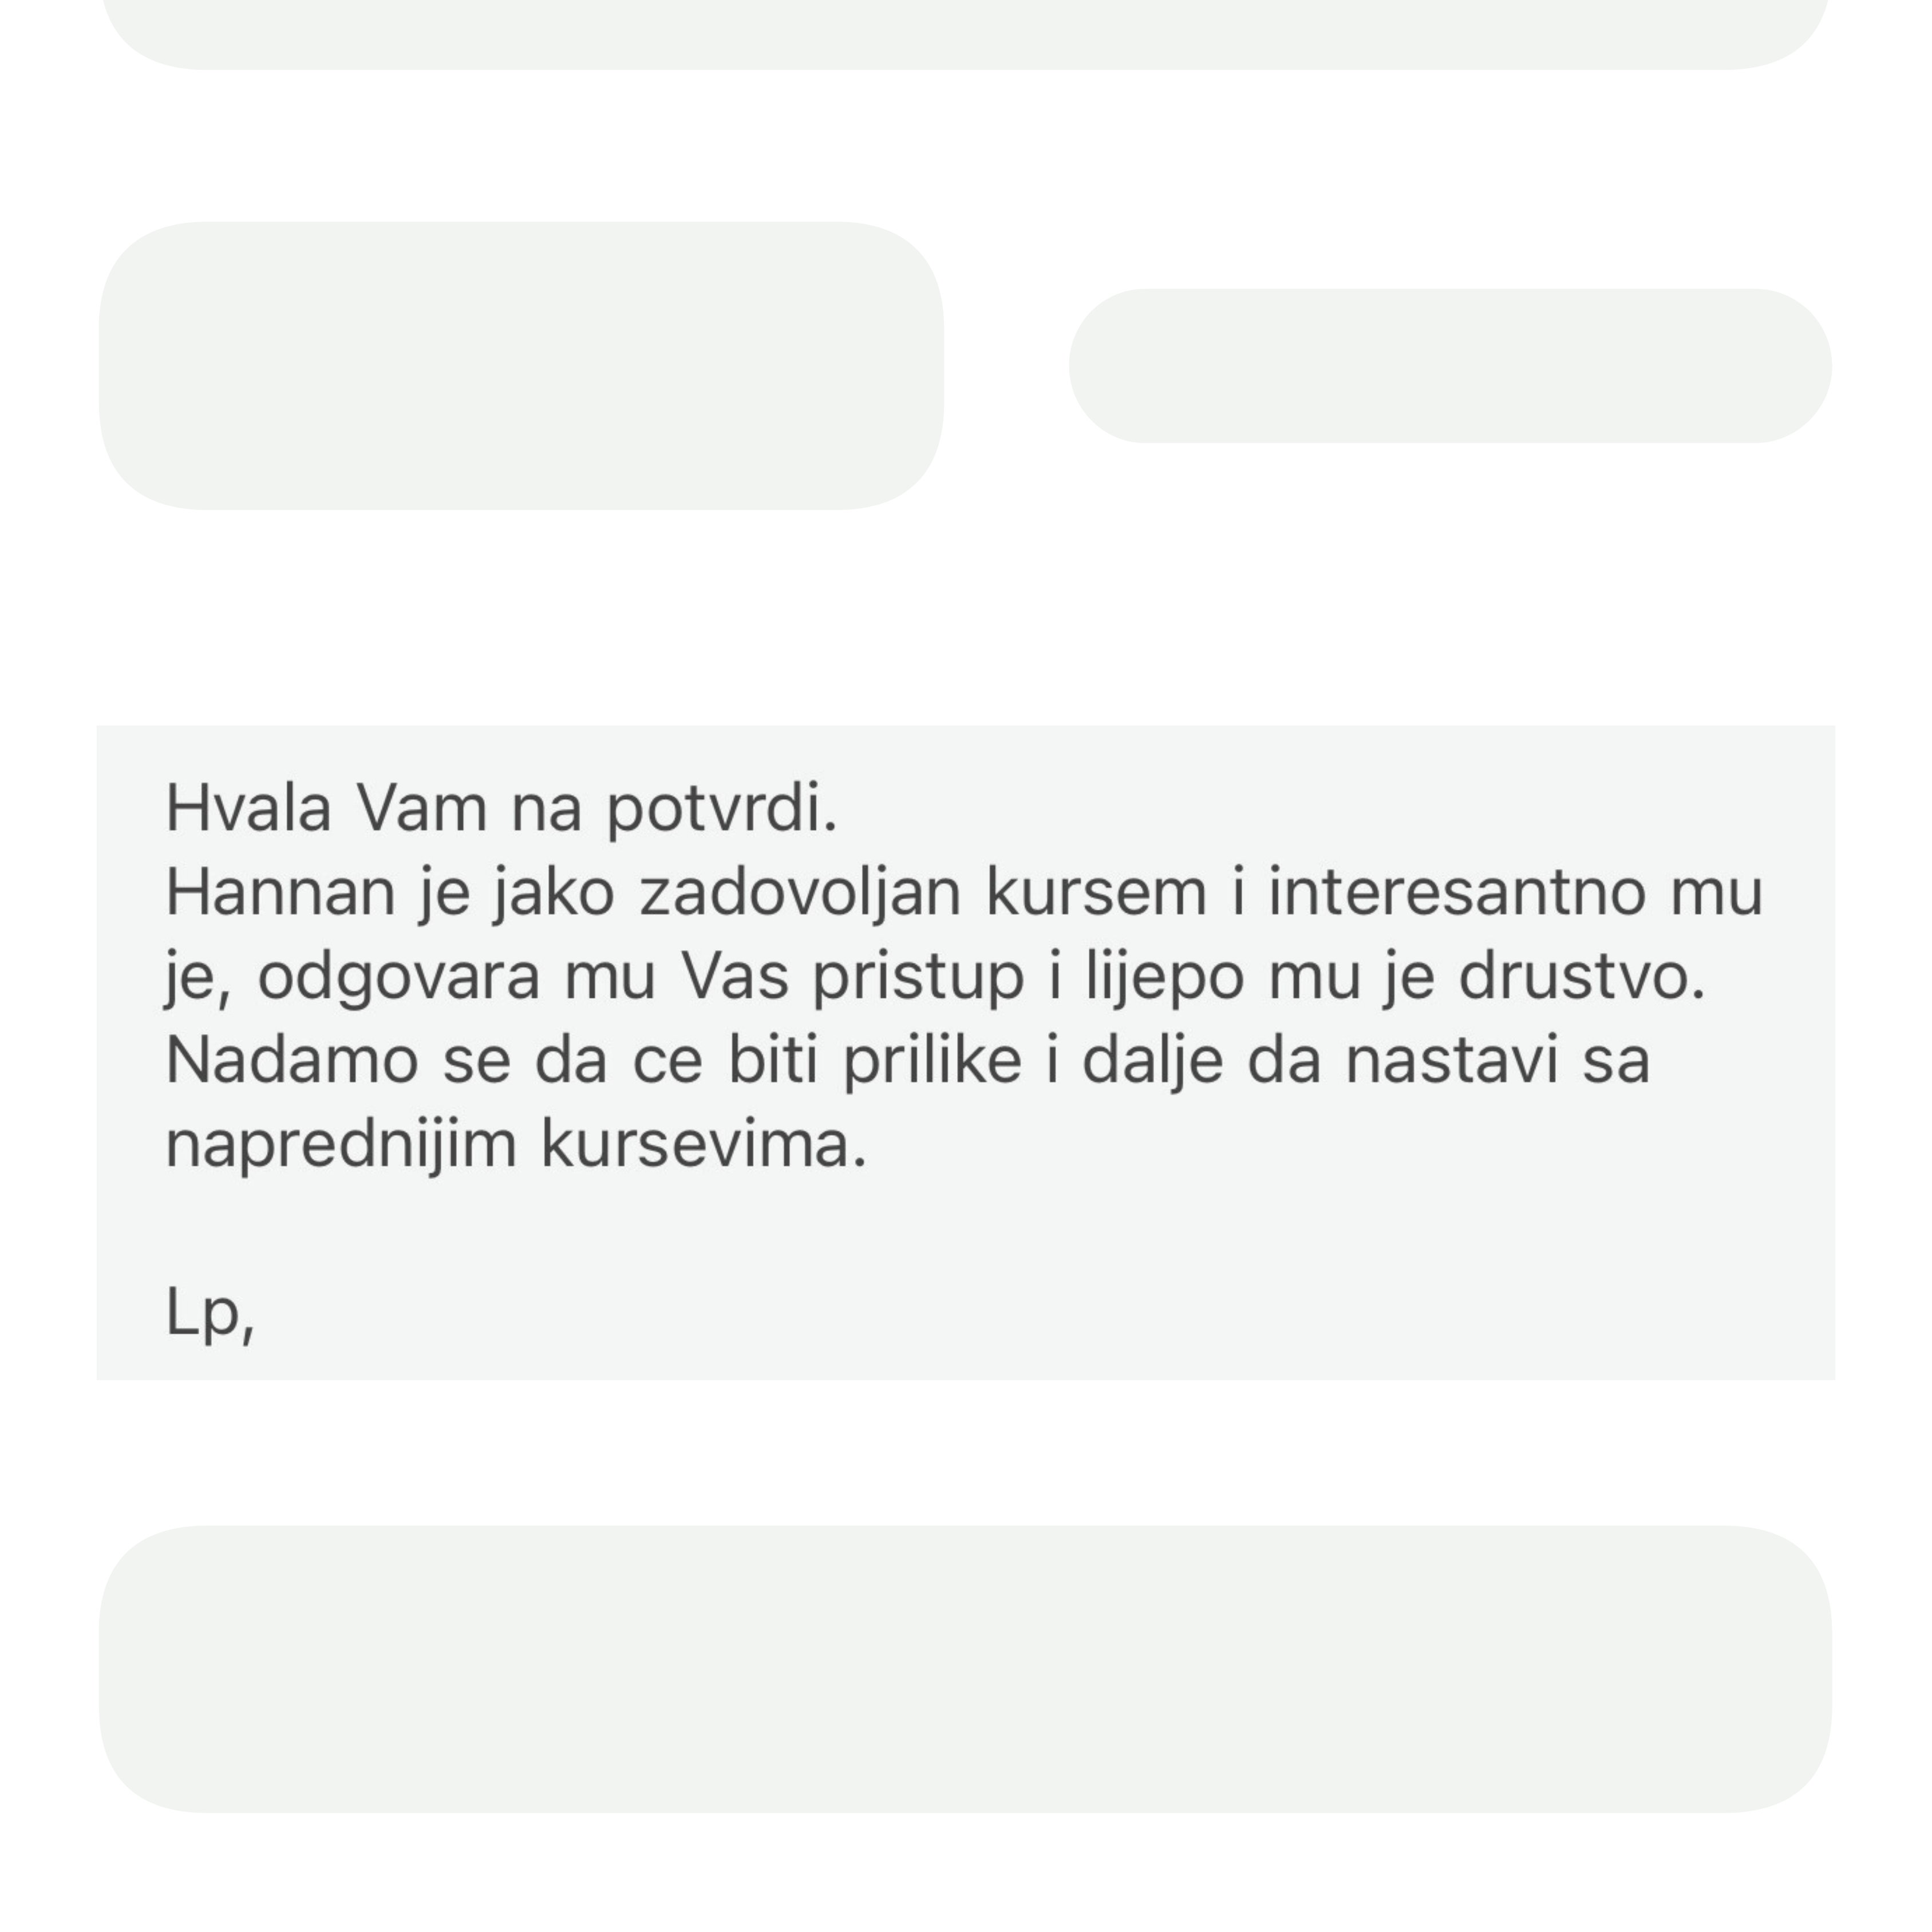 Hvala Vam na potvrdi.
Hannan je jako zadovoljan kursem i interesantno mu
je, odgovara mu Vas pristup i lijepo mu je drustvo.
Nadamo se da ce biti prilike i dalje da nastavi sa
naprednijim kursevima.
Lp,